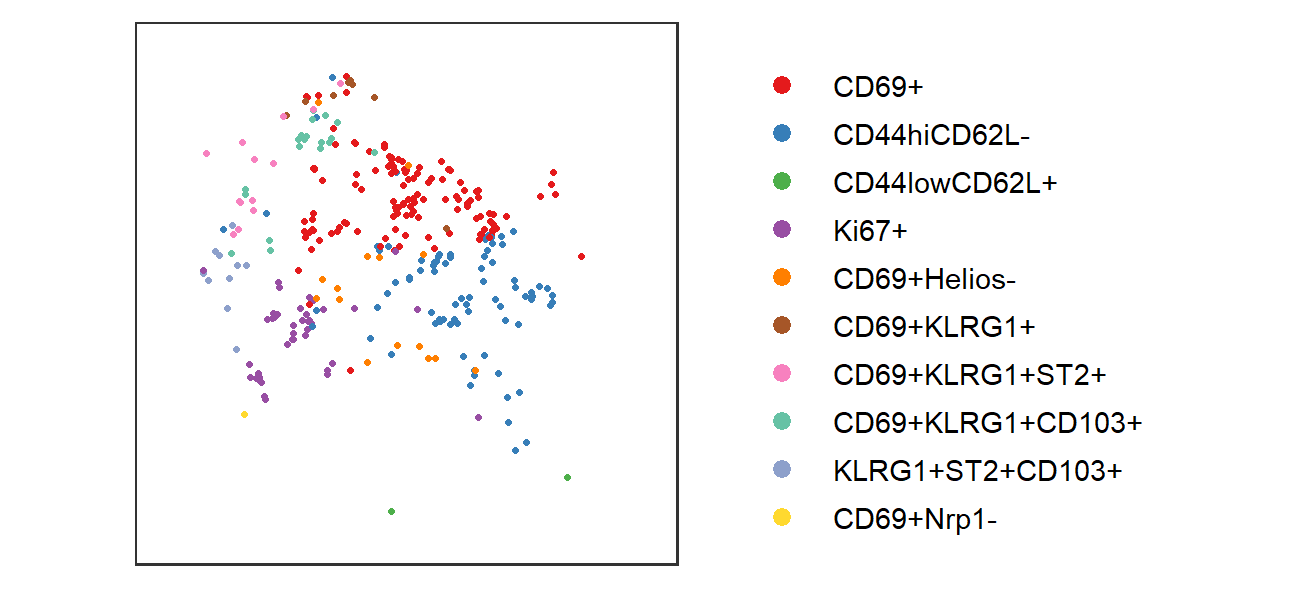 CD69+
CD44hiCD62L-
CD44lowCD62L+
Ki67+
CD69+Helios-
CD69+KLRG1+
CD69+KLRG1+ST2+
CD69+KLRG1+CD103+
KLRG1+ST2+CD103+
CD69+Nrp1-